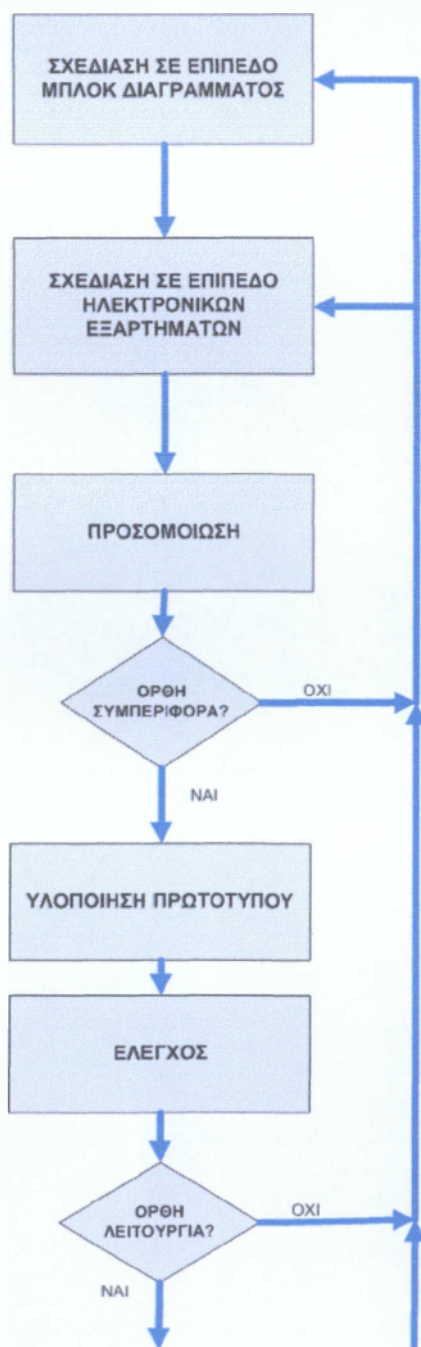 ΣΧΕΔΙΑΣΗ ΣΕ ΕΠΙΠΕΔΟ
ΜΠΛΟΚ ΔΙΑΓΡΑΜΜΑΤΟΣ
ΣΧΕΔΙΑΣΗ ΣΕ ΕΠΙΠΕΔΟ
ΗΛΕΚΤΡΟΝΙΚΩΝ
ΕΞΑΡΤΗΜΑΤΩΝ
ΠΡΟΣΟΜΟΙΩΣΗ
ΟΡΘΗ
ΣΥΜΠΕΡΙΦΟΡΑ?
ΟΧΙ
ΝΑΙ
ΥΛΟΠΟΙΗΣΗ ΠΡΩΤΟΤΥΠΟΥ
ΕΛΕΓΧΟΣ
ΟΡΘΗ
ΛΕΙΤΟΥΡΓΙΑ?
ΟΧΙ
ΝΑΙ